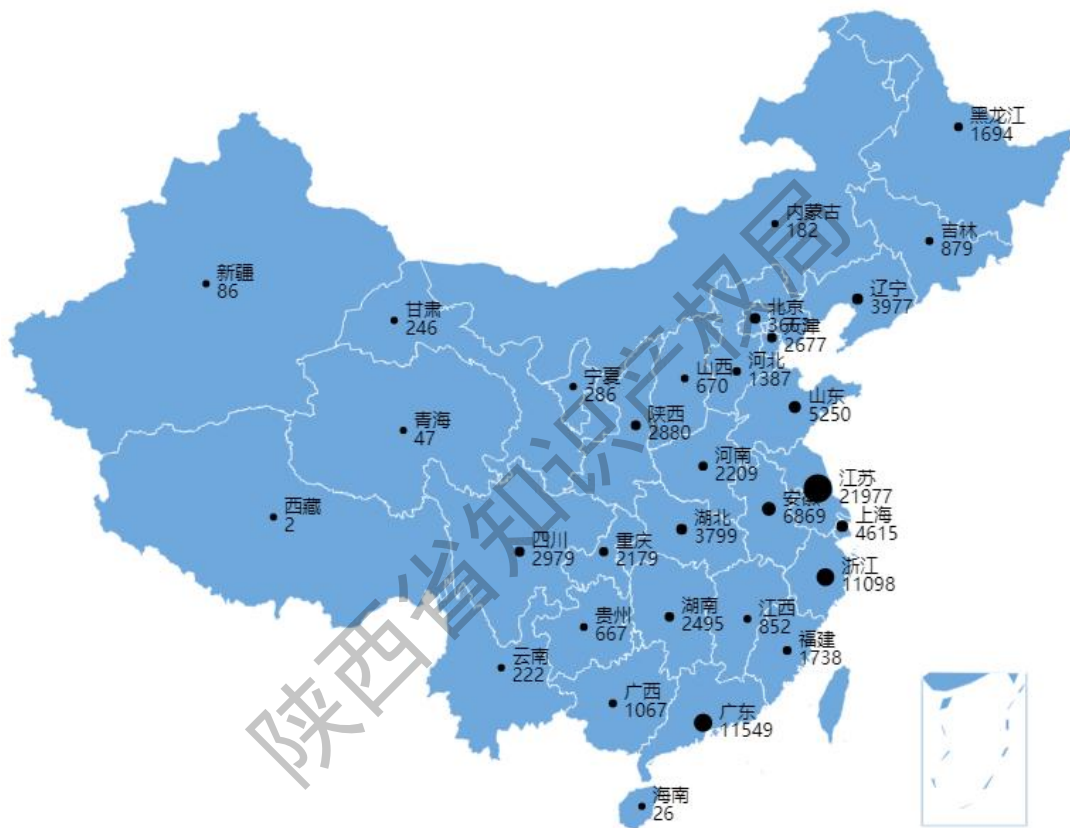 黑龙江
1694
内蒙古
182
吉林
879
新疆
86
辽宁
3977
北京
天津
2677
甘肃
246
河北
1387
山西
670
宁夏
286
山东
5250
陕西
2880
青海
47
河南
2209
江苏
21977
安徽
6869
西藏
2
上海
4615
湖北
3799
四川
2979
重庆
2179
浙江
11098
湖南
2495
江西
852
贵州
667
福建
1738
云南
222
广西
1067
广东
11549
海南
26
陕西省知识产权局